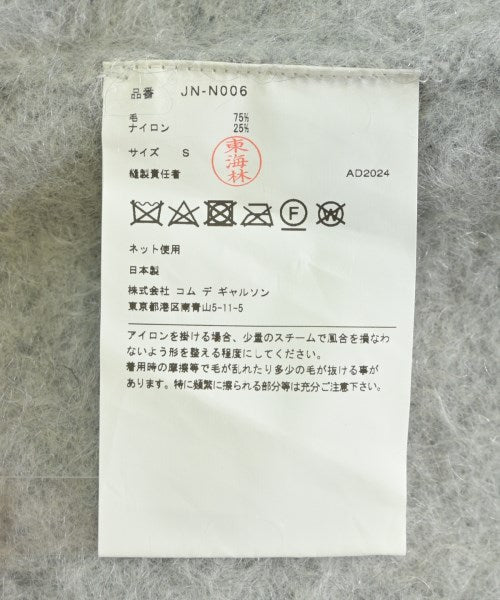 品番 JN-N006
毛 75%
ナイロン 25%
サイズ S
縫製責任者 東海林 AD2024
F W
ネット使用
日本製
株式会社 コム デ ギャルソン
東京都港区南青山5-11-5
アイロンを掛ける場合、少量のスチームで風合を損なわ
ないよう形を整える程度にしてください。
着用時の摩擦等で毛が乱れたり多少の毛が抜ける事が
あります。特に頻繁に擦られる部分等は充分ご注意下さい。